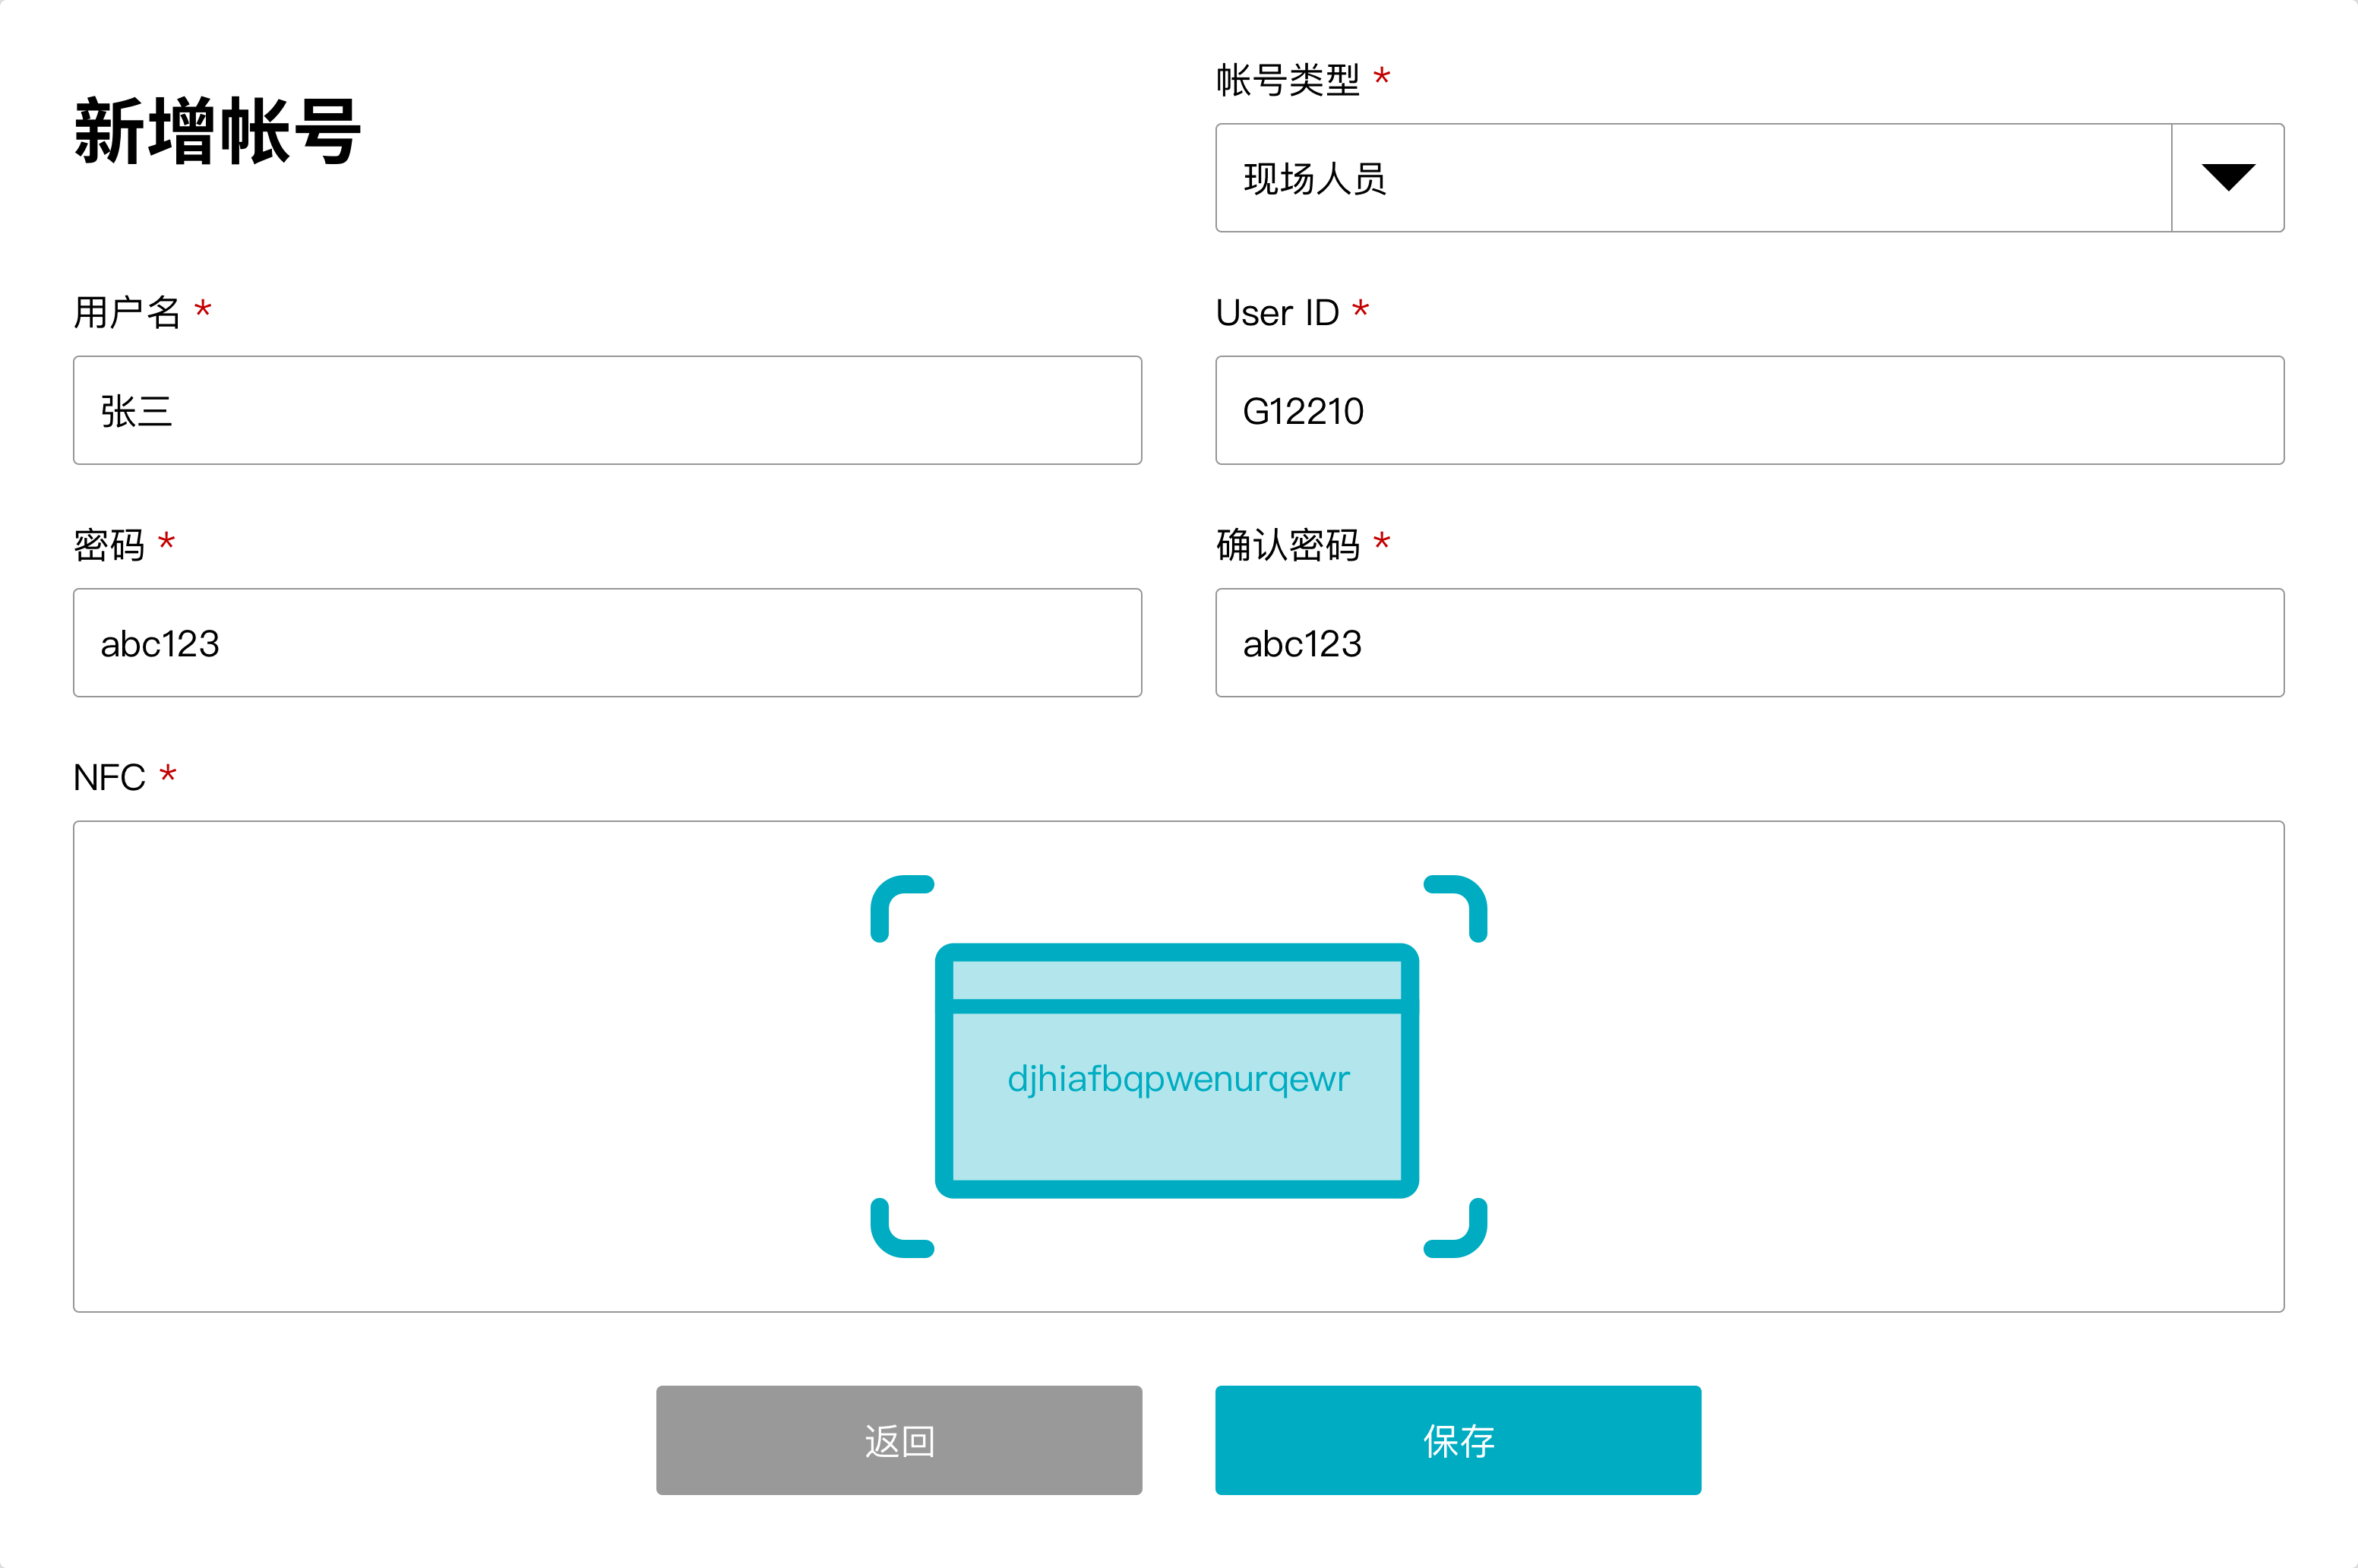 新增帐号
帐号类型 *
现场人员
用户名 *
张三
User ID *
G12210
密码 *
abc123
确认密码 *
abc123
NFC *
djhiafbqpwenurqewr
返回
保存